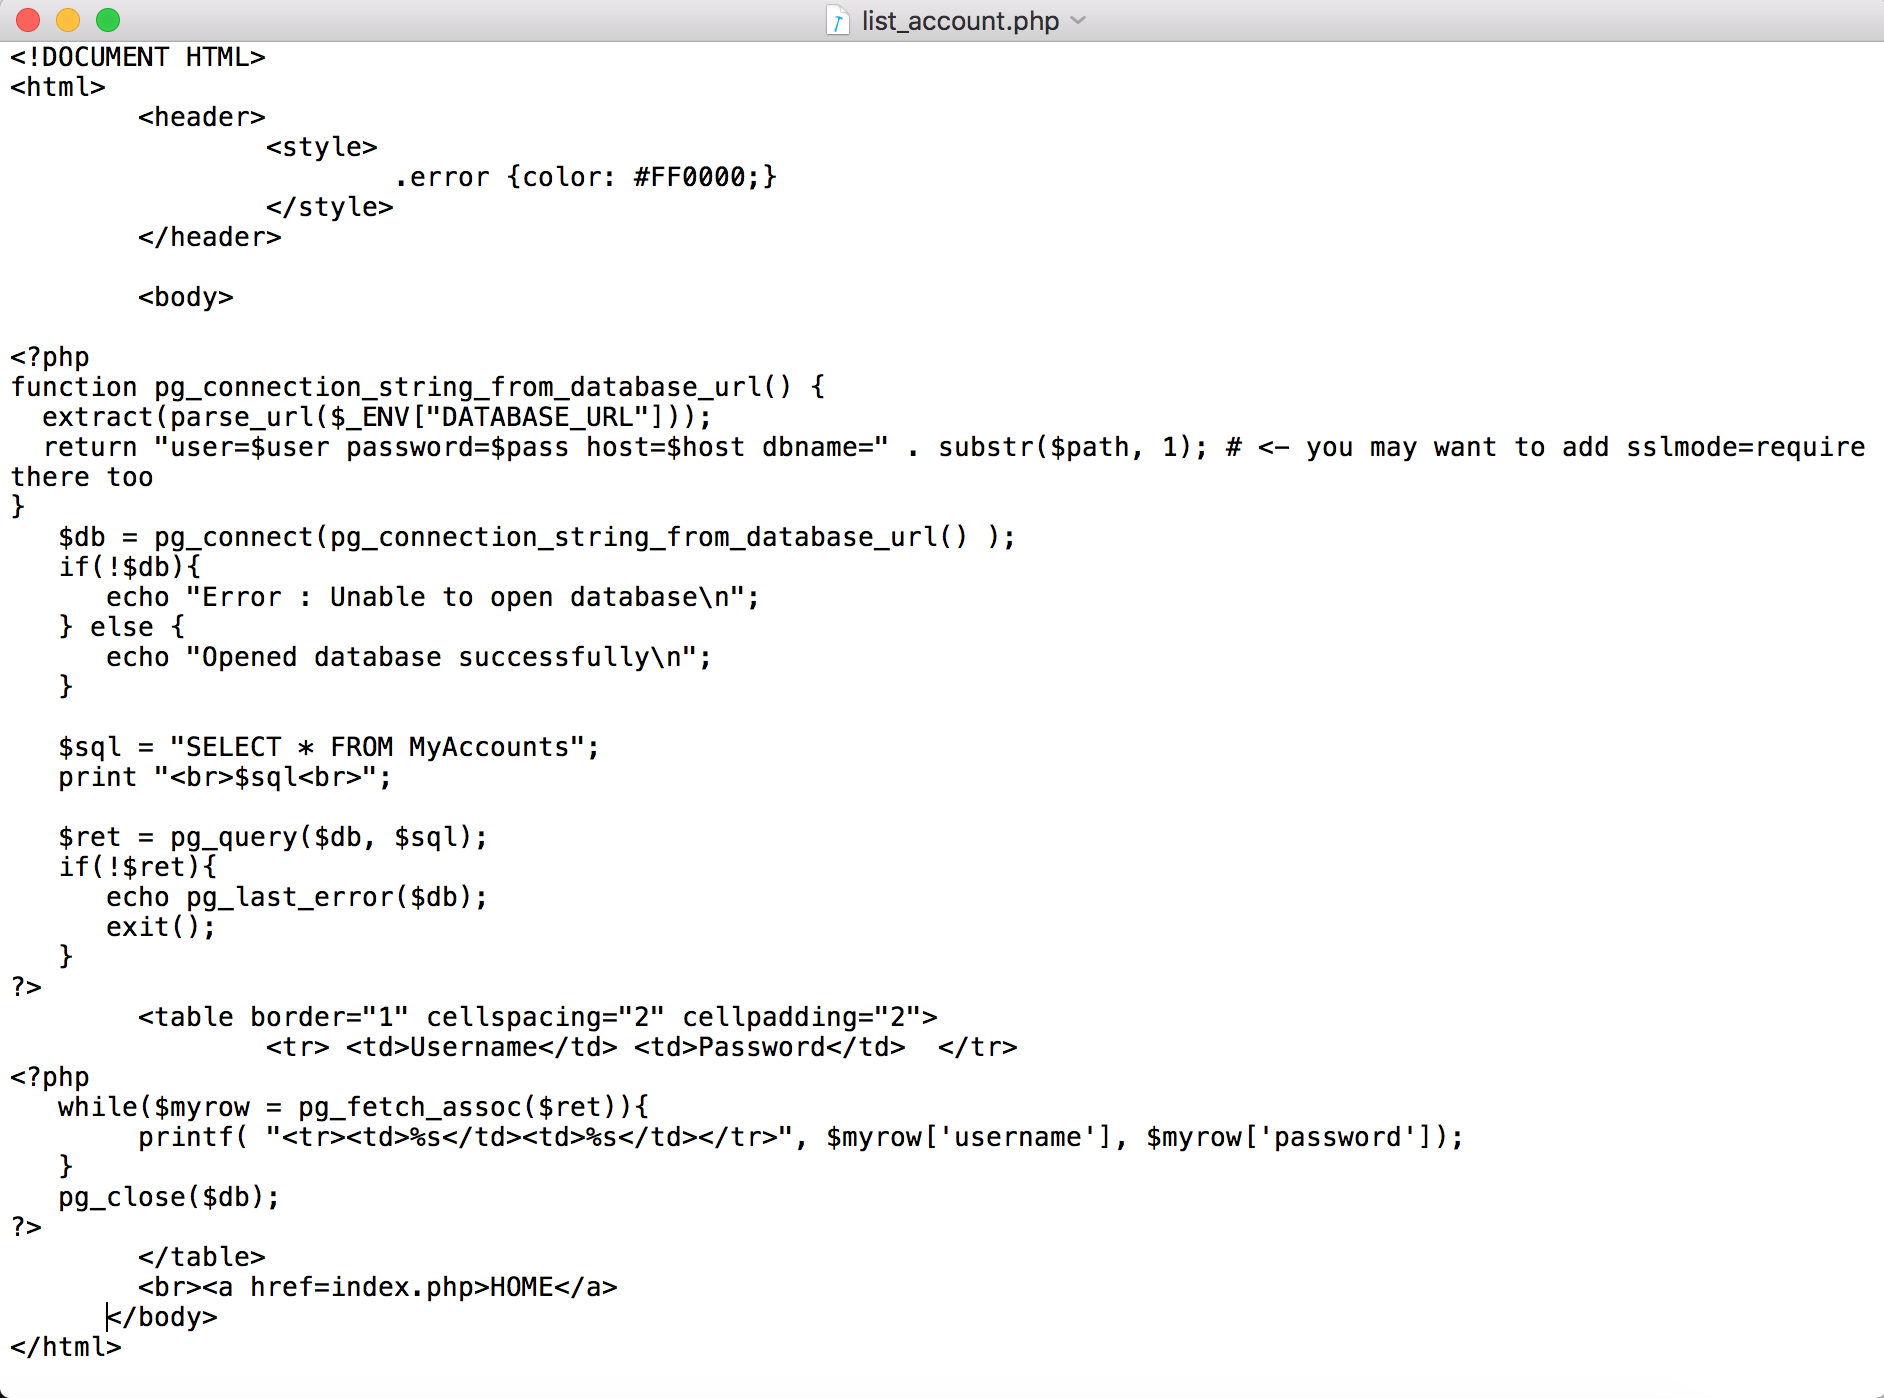 list_account.php
<!DOCUMENT HTML>
<html>
        <header>
                <style>
                        .error {color: #FF0000;}
                </style>
        </header>

        <body>

<?php
function pg_connection_string_from_database_url() {
  extract(parse_url($_ENV["DATABASE_URL"]));
  return "user=$user password=$pass host=$host dbname=" . substr($path, 1); # <- you may want to add sslmode=require
there too
}
   $db = pg_connect(pg_connection_string_from_database_url() );
   if(!$db){
      echo "Error : Unable to open database\n";
   } else {
      echo "Opened database successfully\n";
   }

   $sql = "SELECT * FROM MyAccounts";
   print "<br>$sql<br>";

   $ret = pg_query($db, $sql);
   if(!$ret){
      echo pg_last_error($db);
      exit();
   }
?>
        <table border="1" cellspacing="2" cellpadding="2">
                <tr> <td>Username</td> <td>Password</td>  </tr>
<?php
   while($myrow = pg_fetch_assoc($ret)){
        printf( "<tr><td>%s</td><td>%s</td></tr>", $myrow['username'], $myrow['password']);
   }
   pg_close($db);
?>
        </table>
        <br><a href=index.php>HOME</a>
      </body>
</html>